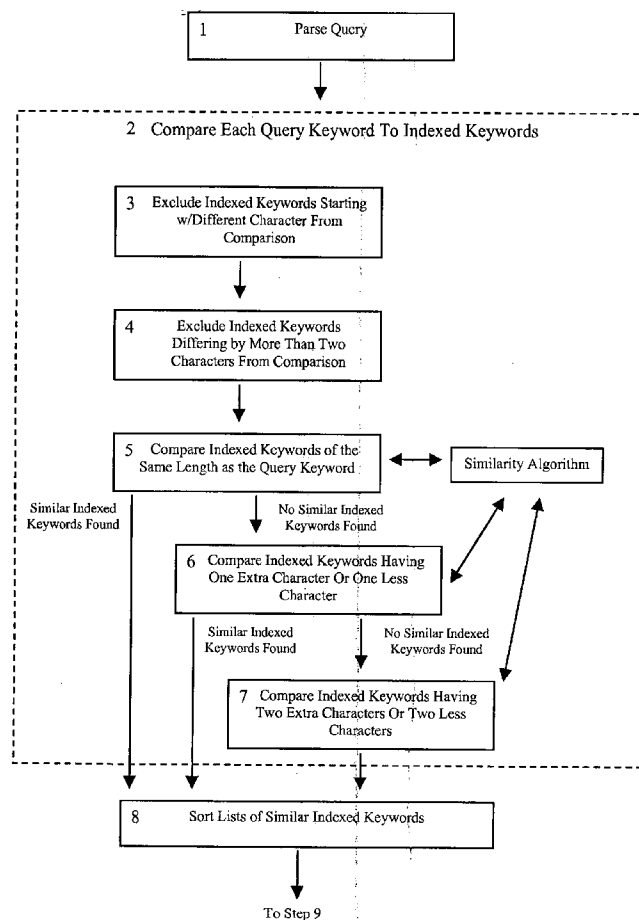 1 Parse Query
2 Compare Each Query Keyword To Indexed Keywords
3 Exclude Indexed Keywords Starting
w/Different Character From
Comparison
4 Exclude Indexed Keywords
Differing by More Than Two
Characters From Comparison
5 Compare Indexed Keywords of the
Same Length as the Query Keyword
Similarity Algorithm
Similar Indexed
Keywords Found
No Similar Indexed
Keywords Found
6 Compare Indexed Keywords Having
One Extra Character Or One Less
Character
Similar Indexed
Keywords Found
No Similar Indexed
Keywords Found
7 Compare Indexed Keywords Having
Two Extra Characters Or Two Less
Characters
8 Sort Lists of Similar Indexed Keywords
To Step 9